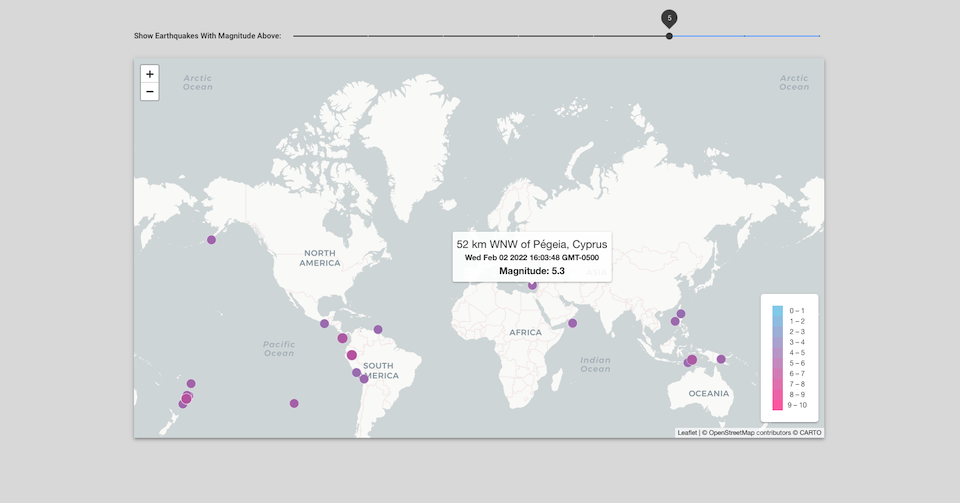 5
Show Earthquakes With Magnitude Above:
+
−
Arctic
Ocean
Arctic
Ocean
52 km WNW of Pégeia, Cyprus
Wed Feb 02 2022 16:03:48 GMT-0500
Magnitude: 5.3
NORTH
AMERICA
ASIA
AFRICA
Pacific
Ocean
Indian
Ocean
SOUTH
AMERICA
OCEANIA
0 – 1
1 – 2
2 – 3
3 – 4
4 – 5
5 – 6
6 – 7
7 – 8
8 – 9
9 – 10
Leaflet | © OpenStreetMap contributors © CARTO